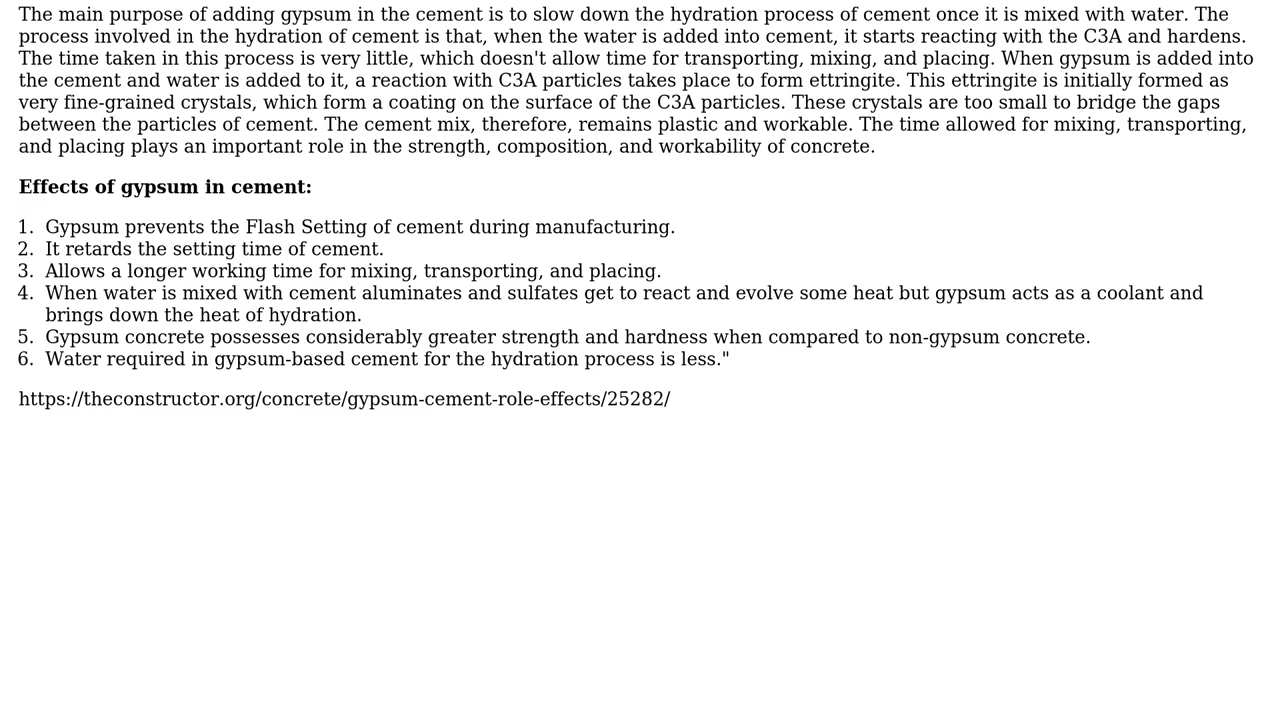 The main purpose of adding gypsum in the cement is to slow down the hydration process of cement once it is mixed with water. The
process involved in the hydration of cement is that, when the water is added into cement, it starts reacting with the C3A and hardens.
The time taken in this process is very little, which doesn't allow time for transporting, mixing, and placing. When gypsum is added into
the cement and water is added to it, a reaction with C3A particles takes place to form ettringite. This ettringite is initially formed as
very fine-grained crystals, which form a coating on the surface of the C3A particles. These crystals are too small to bridge the gaps
between the particles of cement. The cement mix, therefore, remains plastic and workable. The time allowed for mixing, transporting,
and placing plays an important role in the strength, composition, and workability of concrete.
Effects of gypsum in cement:
1. Gypsum prevents the Flash Setting of cement during manufacturing.
2. It retards the setting time of cement.
3. Allows a longer working time for mixing, transporting, and placing.
4. When water is mixed with cement aluminates and sulfates get to react and evolve some heat but gypsum acts as a coolant and
brings down the heat of hydration.
5. Gypsum concrete possesses considerably greater strength and hardness when compared to non-gypsum concrete.
6. Water required in gypsum-based cement for the hydration process is less."
https://theconstructor.org/concrete/gypsum-cement-role-effects/25282/